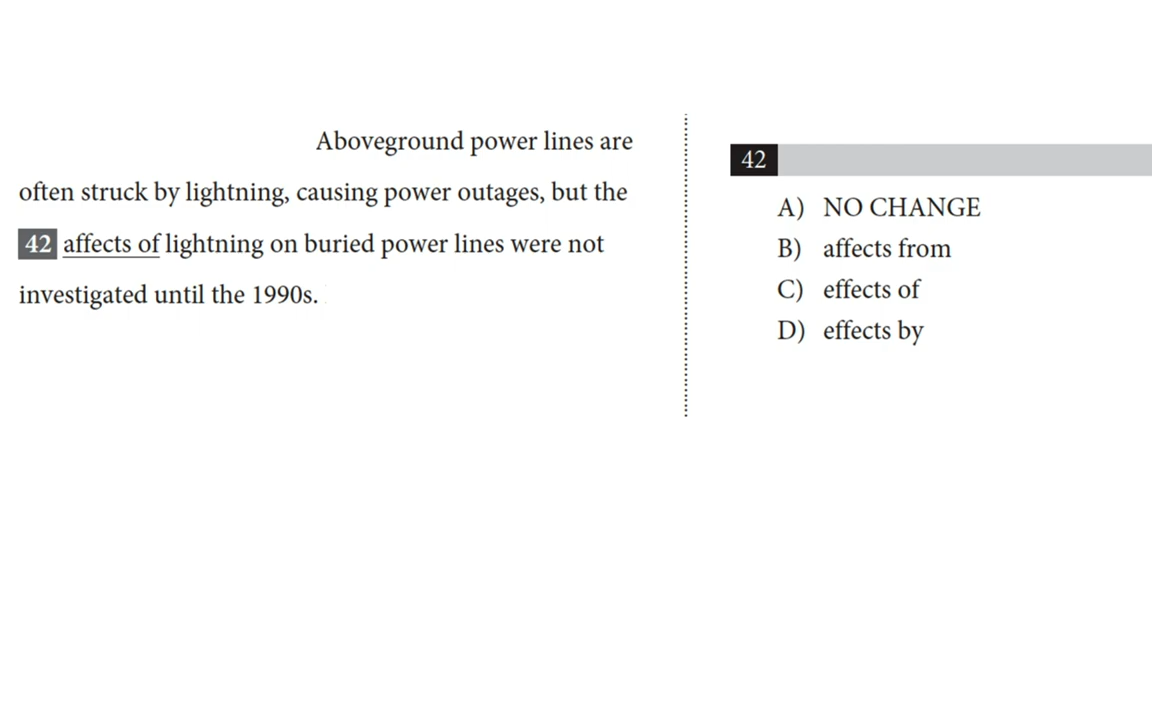 Aboveground power lines are
often struck by lightning, causing power outages, but the
42 affects of lightning on buried power lines were not
investigated until the 1990s.
42
A) NO CHANGE
B) affects from
C) effects of
D) effects by